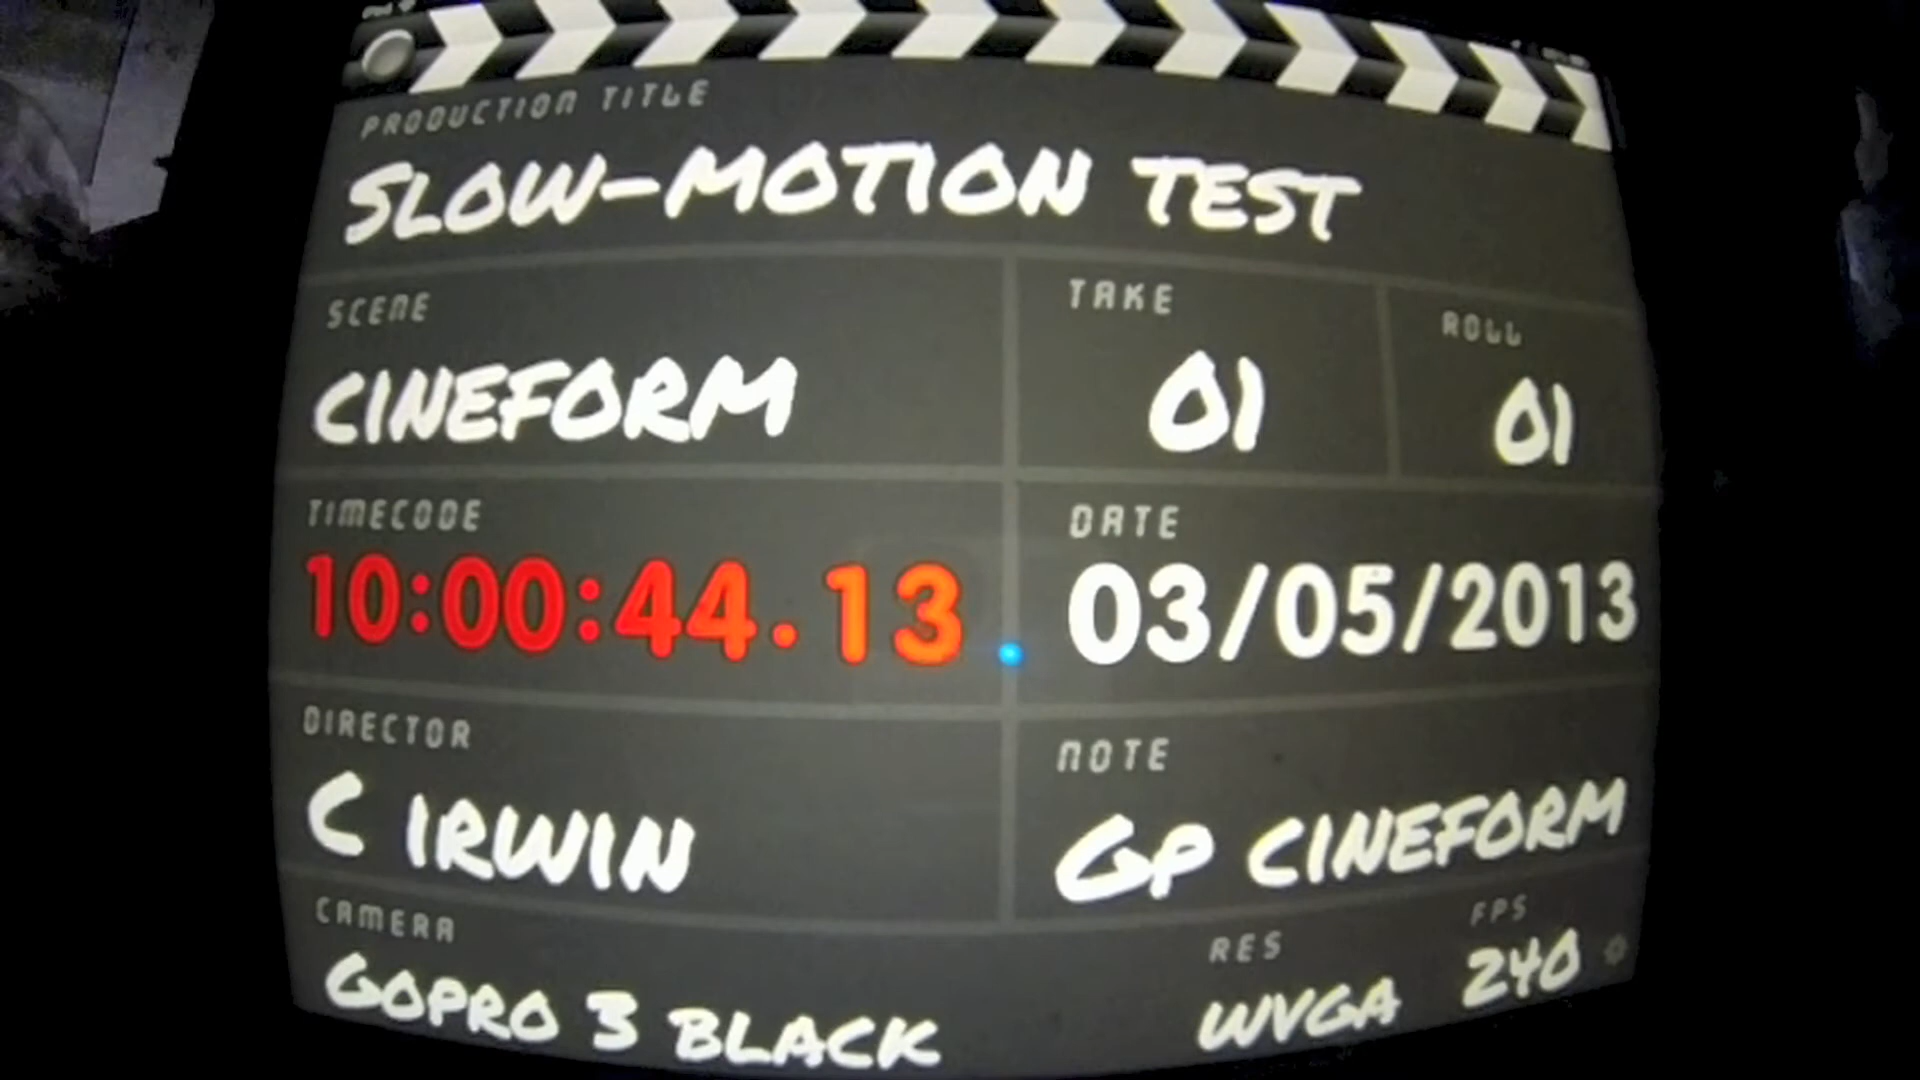 PRODUCTION TITLE
SLOW-MOTION TEST
SCENE
CINEFORM
TAKE
01
ROLL
01
TIMECODE
10:00:44.13
DATE
03/05/2013
DIRECTOR
C IRWIN
NOTE
GP CINEFORM
CAMERA
GOPRO 3 BLACK
RES
WVGA
FPS
240